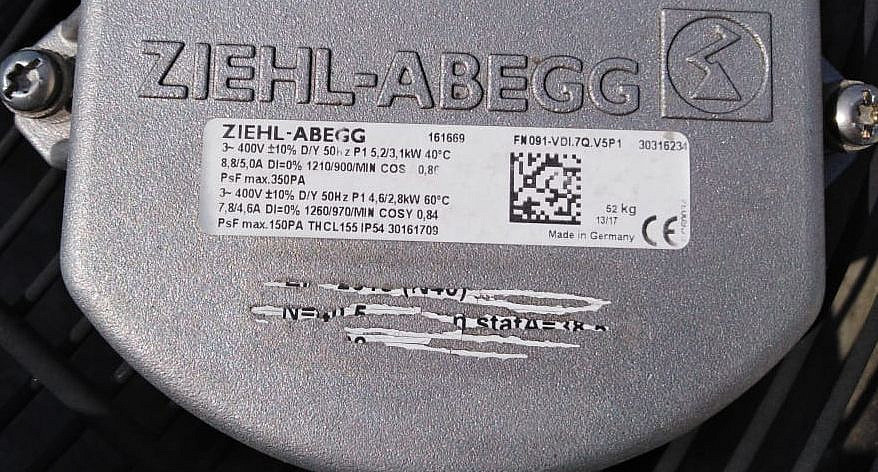 ZIEHL-ABEGG
ZIEHL-ABEGG 161669 FN091-VDI.7Q.V5P1 30316234
3~ 400V ±10% D/Y 50Hz P1 5,2/3,1kW 40°C
8,8/5,0A DI=0% 1210/900/MIN COS 0,86
PsF max.350PA
3~ 400V ±10% D/Y 50Hz P1 4,6/2,8kW 60°C
7,8/4,6A DI=0% 1260/970/MIN COSY 0,84
PsF max.150PA THCL155 IP54 30161709
52 kg
13/17
Made in Germany CE